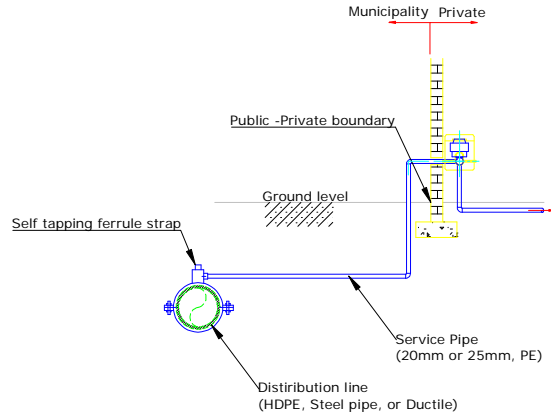 Municipality Private
Public -Private boundary
Ground level
Self tapping ferrule strap
Service Pipe
(20mm or 25mm, PE)
Distiribution line
(HDPE, Steel pipe, or Ductile)